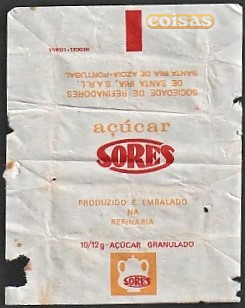 coisas
SOCIEDADE DE REFINADORES
DE SANTA IRIA, S.A.R.L.
SANTA IRIA DE AZOIA-PORTUGAL
açúcar
SORES
PRODUZIDO E EMBALADO
NA
REFINARIA
10/12g-AÇÚCAR GRANULADO
SORES